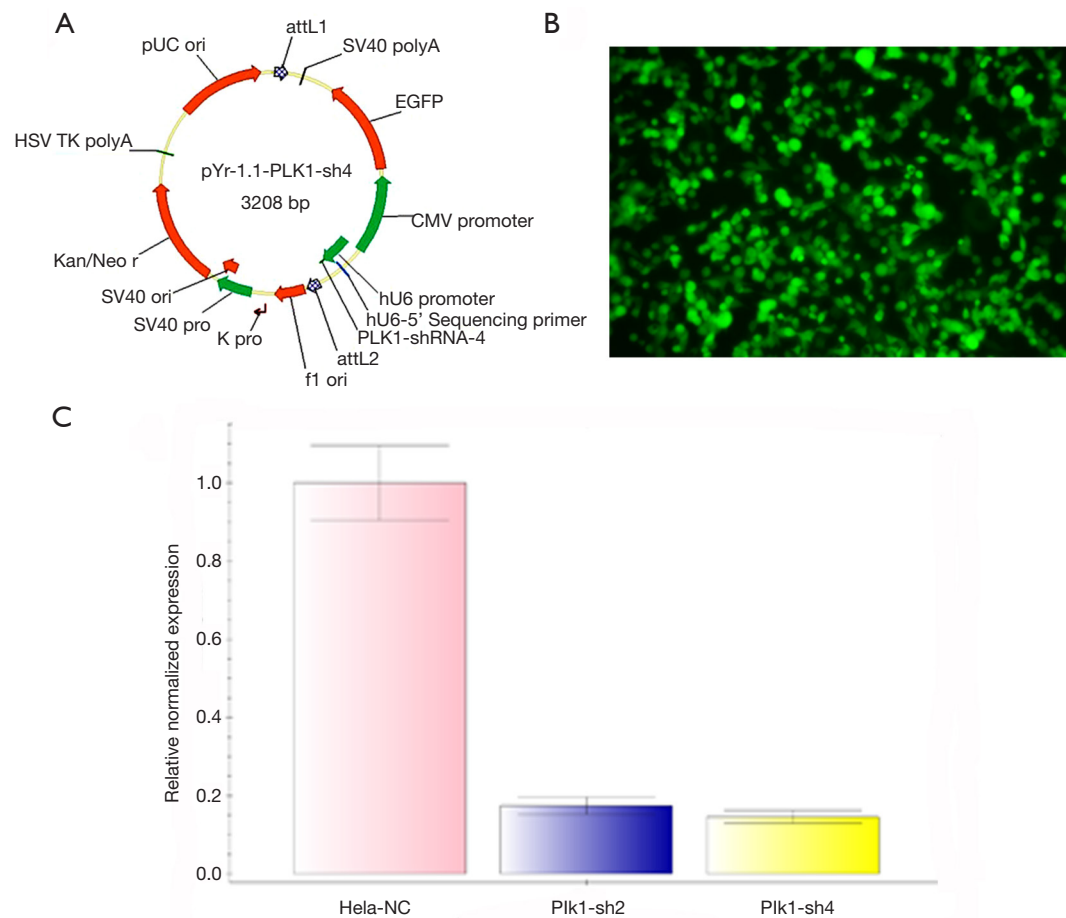 A
attL1
pUC ori
SV40 polyA
EGFP
HSV TK polyA
pYr-1.1-PLK1-sh4
3208 bp
CMV promoter
Kan/Neo r
SV40 ori
hU6 promoter
SV40 pro
hU6-5' Sequencing primer
K pro
PLK1-shRNA-4
attL2
f1 ori
B
C
Relative normalized expression
1.0
0.8
0.6
0.4
0.2
0.0
Hela-NC
Plk1-sh2
Plk1-sh4